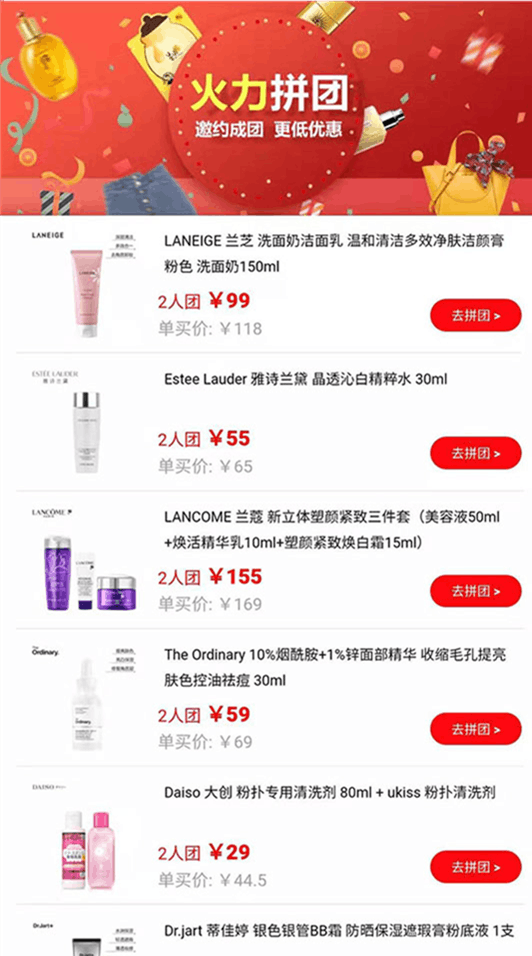 火力拼团
邀约成团 更低优惠
LANEIGE
LANEIGE 兰芝 洗面奶洁面乳 温和清洁多效净肤洁颜膏
粉色 洗面奶150ml
2人团 ￥99
单买价: ￥118
去拼团 >
ESTĒE LAUDER
雅诗兰黛
Estee Lauder 雅诗兰黛 晶透沁白精粹水 30ml
2人团 ￥55
单买价: ￥65
去拼团 >
LANCÔME
LANCOME 兰蔻 新立体塑颜紧致三件套（美容液50ml
+焕活精华乳10ml+塑颜紧致焕白霜15ml）
2人团 ￥155
单买价: ￥169
去拼团 >
The
Ordinary.
The Ordinary 10%烟酰胺+1%锌面部精华 收缩毛孔提亮
肤色控油祛痘 30ml
2人团 ￥59
单买价: ￥69
去拼团 >
DAISO
Daiso 大创 粉扑专用清洗剂 80ml + ukiss 粉扑清洗剂
2人团 ￥29
单买价: ￥44.5
去拼团 >
Dr.jart+
Dr.jart 蒂佳婷 银色银管BB霜 防晒保湿遮瑕膏粉底液 1支